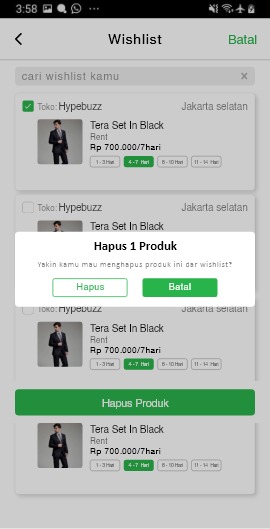 3:58
Wishlist
Batal
cari wishlist kamu
Toko: Hypebuzz
Jakarta selatan
Tera Set In Black
Rent
Rp 700.000/7hari
1 - 3 Hari 4 - 7 Hari 8 - 10 Hari 11 - 14 Hari
Toko: Hypebuzz
Jakarta selatan
Tera Set In Black
Hapus 1 Produk
Yakin kamu mau menghapus produk ini dar wishlist?
Hapus
Batal
Toko: Hypebuzz
Jakarta selatan
Tera Set In Black
Rent
Rp 700.000/7hari
1 - 3 Hari 4 - 7 Hari 8 - 10 Hari 11 - 14 Hari
Hapus Produk
Tera Set In Black
Rent
Rp 700.000/7hari
1 - 3 Hari 4 - 7 Hari 8 - 10 Hari 11 - 14 Hari